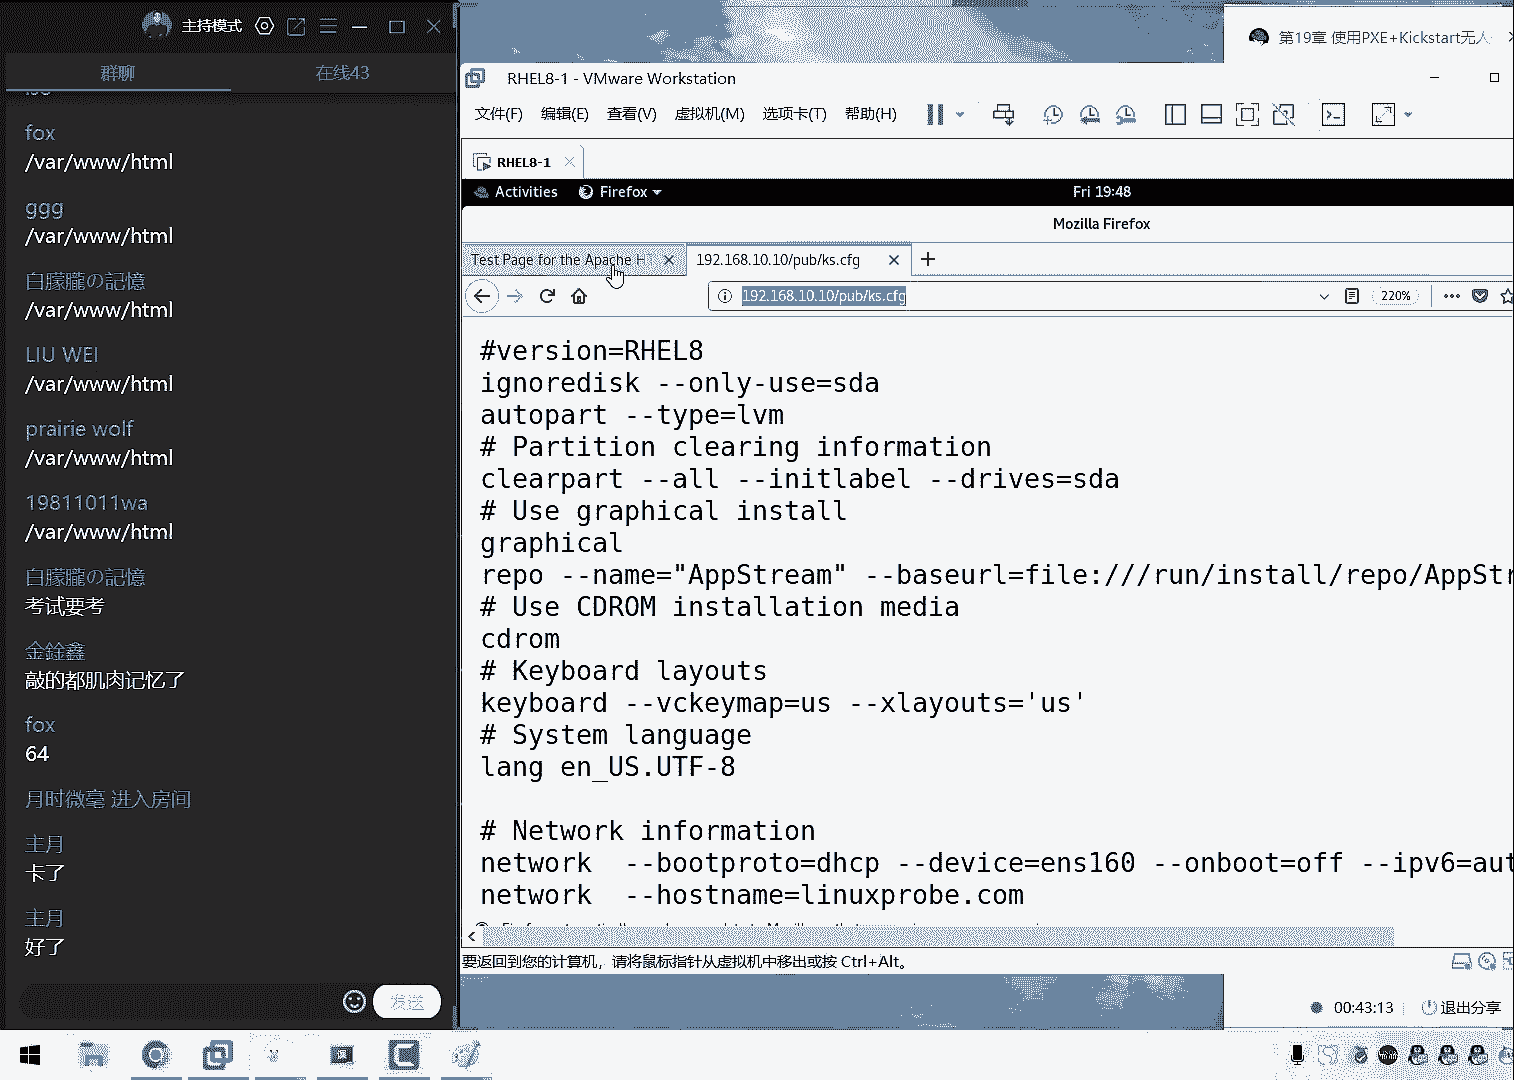 主持模式
群聊
在线43
fox
/var/www/html
ggg
/var/www/html
白朦朧の記憶
/var/www/html
LIU WEI
/var/www/html
prairie wolf
/var/www/html
19811011wa
/var/www/html
白朦朧の記憶
考试要考
金銓鑫
敲的都肌肉记忆了
fox
64
月时微毫 进入房间
主月
卡了
主月
好了
发送
第19章 使用PXE+Kickstart无人
RHEL8-1 - VMware Workstation
文件(F) 编辑(E) 查看(V) 虚拟机(M) 选项卡(T) 帮助(H)
RHEL8-1
Activities Firefox Fri 19:48
Mozilla Firefox
Test Page for the Apache HT
192.168.10.10/pub/ks.cfg
192.168.10.10/pub/ks.cfg 220%
#version=RHEL8
ignoredisk --only-use=sda
autopart --type=lvm
# Partition clearing information
clearpart --all --initlabel --drives=sda
# Use graphical install
graphical
repo --name="AppStream" --baseurl=file:///run/install/repo/AppStr
# Use CDROM installation media
cdrom
# Keyboard layouts
keyboard --vckeymap=us --xlayouts='us'
# System language
lang en_US.UTF-8
# Network information
network  --bootproto=dhcp --device=ens160 --onboot=off --ipv6=aut
network  --hostname=linuxprobe.com
要返回到您的计算机，请将鼠标指针从虚拟机中移出或按 Ctrl+Alt。
00:43:13 退出分享